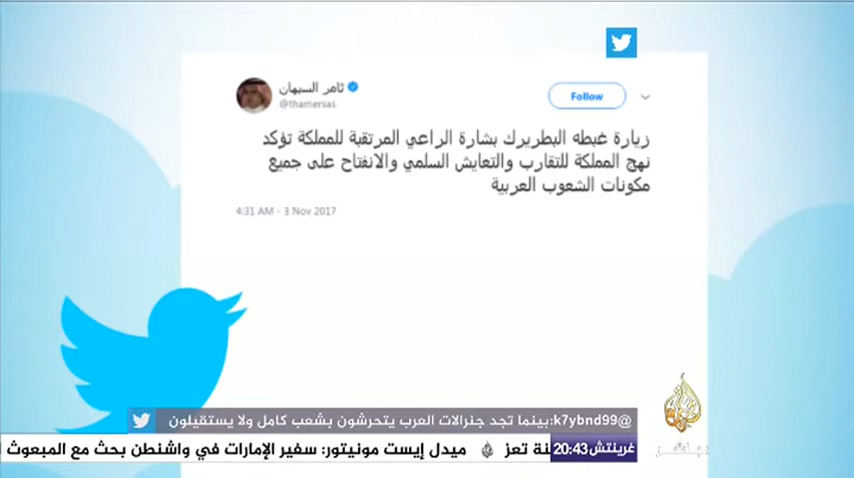 ثامر السبهان
@thamersas
Follow
زيارة غبطه البطريرك بشارة الراعي المرتقبة للمملكة تؤكد
نهج المملكة للتقارب والتعايش السلمي والانفتاح على جميع
مكونات الشعوب العربية
4:31 AM - 3 Nov 2017
@k7ybnd99:بينما تجد جنرالات العرب يتحرشون بشعب كامل ولا يستقيلون
غرينتش 20:43
نة تعز ميدل إيست مونيتور: سفير الإمارات في واشنطن بحث مع المبعوث ا